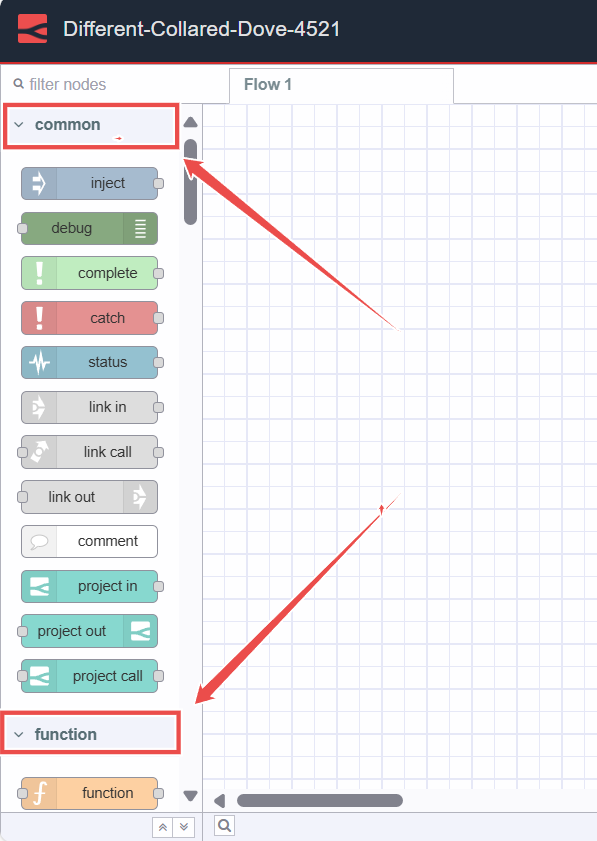 Different-Collared-Dove-4521
filter nodes
Flow 1
common
inject
debug
complete
catch
status
link in
link call
link out
comment
project in
project out
project call
function
function